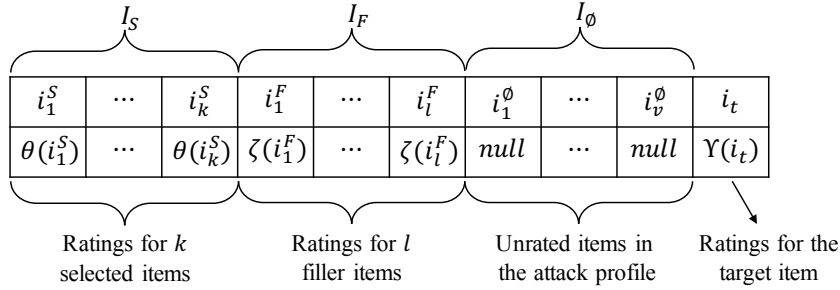 I_S I_F I_∅
i_1^S ⋯ i_k^S i_1^F ⋯ i_l^F i_1^∅ ⋯ i_v^∅ i_t
θ(i_1^S) ⋯ θ(i_k^S) ζ(i_1^F) ⋯ ζ(i_l^F) null ⋯ null Υ(i_t)
Ratings for k Ratings for l Unrated items in Ratings for the
selected items filler items the attack profile target item